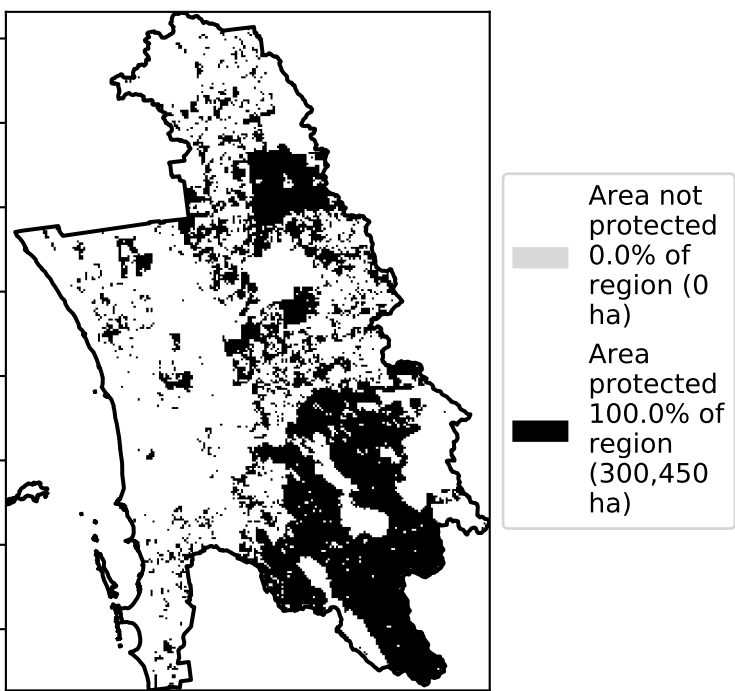 Area not
protected
0.0% of
region (0
ha)
Area
protected
100.0% of
region
(300,450
ha)